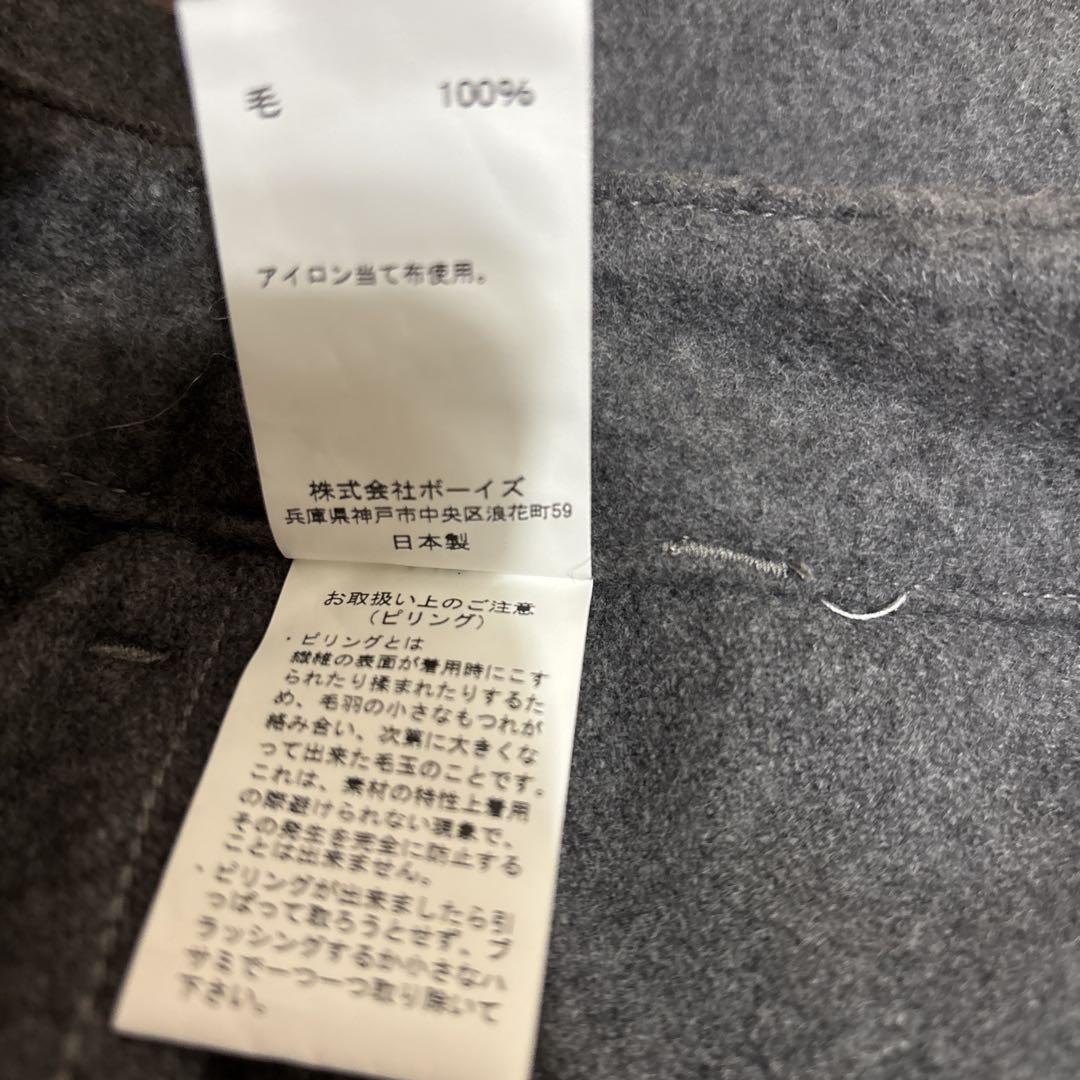 毛 100%
アイロン当て布使用。
株式会社ボーイズ
兵庫県神戸市中央区浪花町59
日本製
お取扱い上のご注意
（ピリング）
・ピリングとは
繊維の表面が着用時にこす
られたり揉まれたりするた
め、毛羽の小さなもつれが
絡み合い、次第に大きくな
って出来た毛玉のことです。
これは、素材の特性上着用
の際避けられない現象で、
その発生を完全に防止する
ことは出来ません。
・ピリングが出来ましたら引
っぱって取ろうとせず、ブ
ラッシングするか小さなハ
サミで一つ一つ取り除いて
下さい。